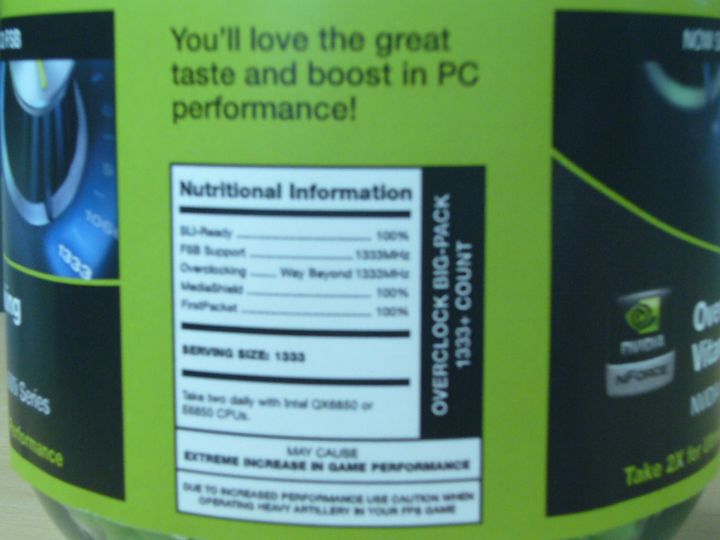 You'll love the great
taste and boost in PC
performance!
Nutritional Information
SLI-Ready 100%
FSB Support 1333MHz
Overclocking Way Beyond 1333MHz
MediaShield 100%
FirstPacket 100%
SERVING SIZE: 1333
Take two daily with Intel QX6850 or
E6850 CPUs.
MAY CAUSE
EXTREME INCREASE IN GAME PERFORMANCE
DUE TO INCREASED PERFORMANCE USE CAUTION WHEN
OPERATING HEAVY ARTILLERY IN YOUR FPS GAME
OVERCLOCK BIG-PACK
1333+ COUNT
FSB
1333
Series
NOW
NVIDIA
NFORCE
Take 2X for